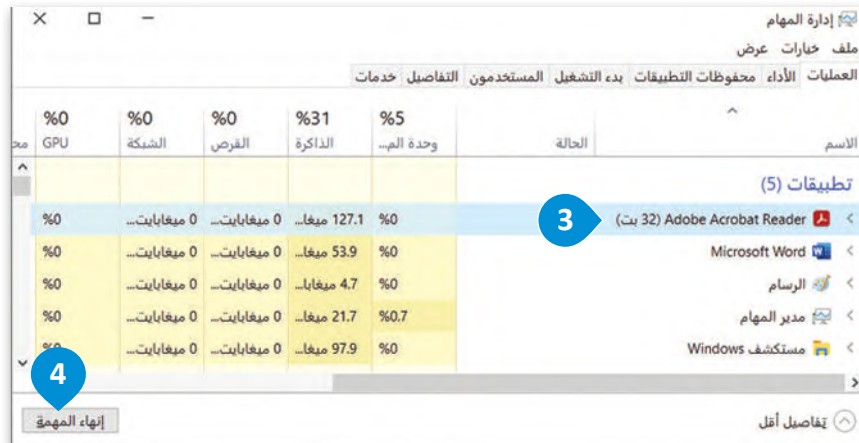 إدارة المهام
ملف خيارات عرض
العمليات الأداء محفوظات التطبيقات بدء التشغيل المستخدمون التفاصيل خدمات
%5 %31 %0 %0 %0
الاسم الحالة وحدة الم... الذاكرة القرص الشبكة GPU مح
تطبيقات (5)
Adobe Acrobat Reader (32 بت) 3 %0 127.1 ميغا... 0 ميغابايت... 0 ميغابايت... %0
Microsoft Word %0 53.9 ميغا... 0 ميغابايت... 0 ميغابايت... %0
الرسام %0 4.7 ميغابا... 0 ميغابايت... 0 ميغابايت... %0
مدير المهام %0.7 21.7 ميغا... 0 ميغابايت... 0 ميغابايت... %0
مستكشف Windows %0 97.9 ميغا... 0 ميغابايت... 0 ميغابايت...
4
تفاصيل أقل إنهاء المهمة